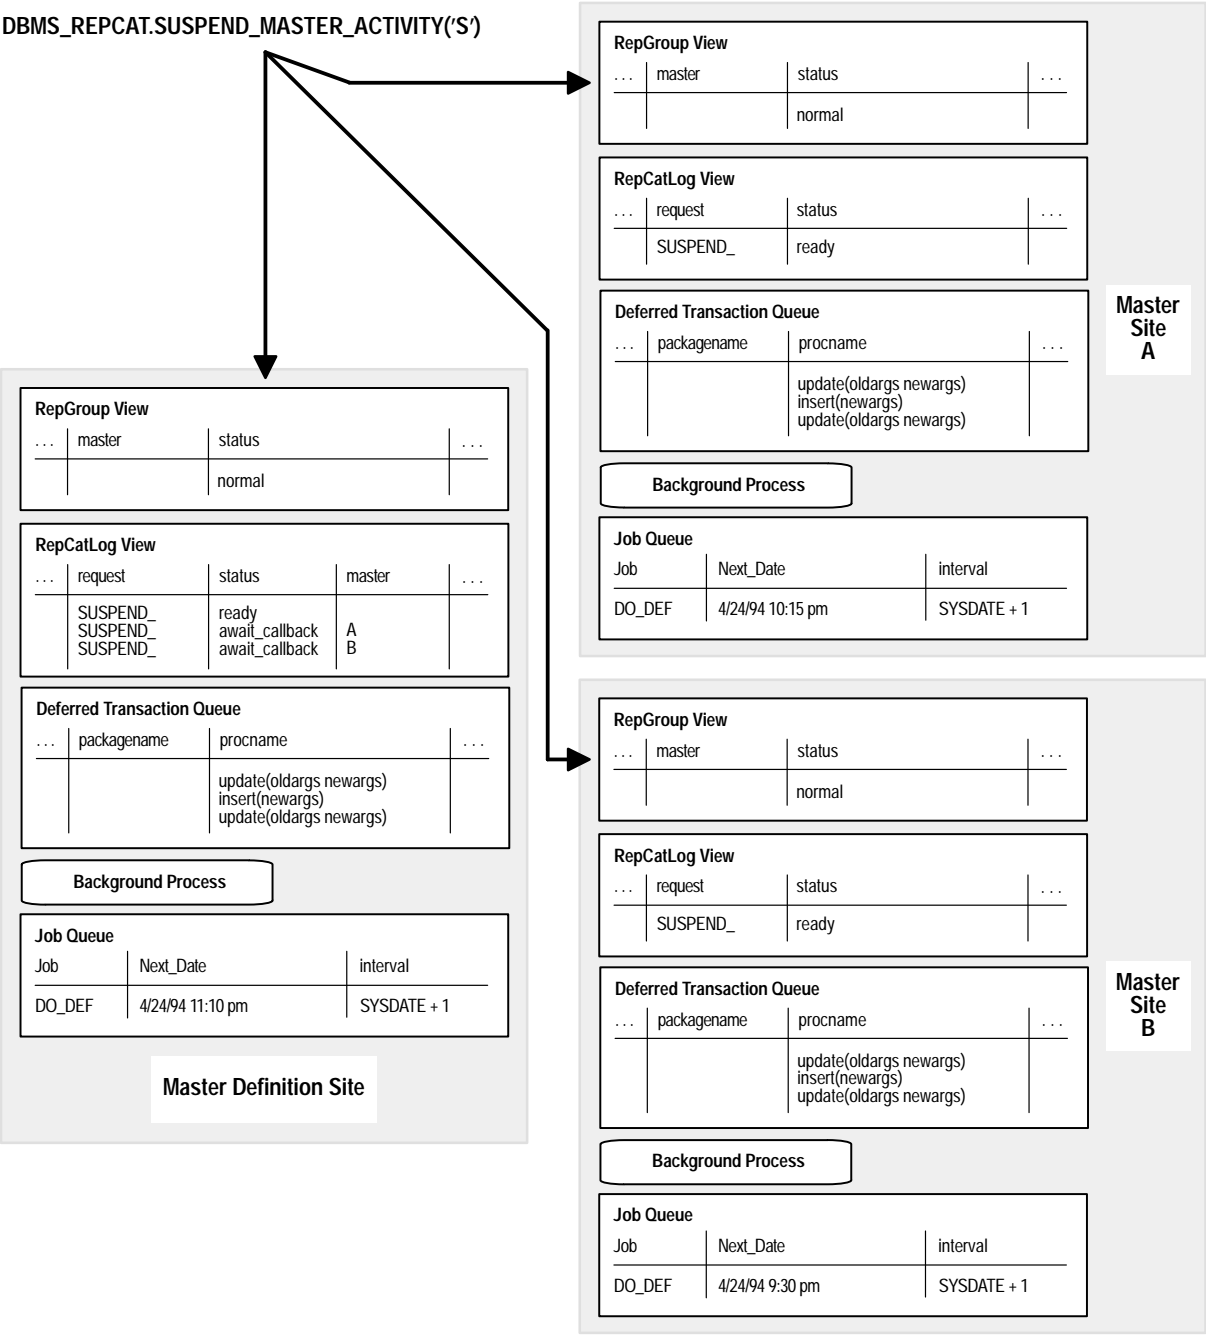 DBMS_REPCAT.SUSPEND_MASTER_ACTIVITY('S')
RepGroup View
. . . master status . . .
normal
RepCatLog View
. . . request status . . .
SUSPEND_ ready
Deferred Transaction Queue
. . . packagename procname . . .
update(oldargs newargs)
insert(newargs)
update(oldargs newargs)
Background Process
Job Queue
Job Next_Date interval
DO_DEF 4/24/94 10:15 pm SYSDATE + 1
Master
Site
A
RepGroup View
. . . master status . . .
normal
RepCatLog View
. . . request status master . . .
SUSPEND_ ready
SUSPEND_ await_callback A
SUSPEND_ await_callback B
Deferred Transaction Queue
. . . packagename procname . . .
update(oldargs newargs)
insert(newargs)
update(oldargs newargs)
Background Process
Job Queue
Job Next_Date interval
DO_DEF 4/24/94 11:10 pm SYSDATE + 1
Master Definition Site
RepGroup View
. . . master status . . .
normal
RepCatLog View
. . . request status . . .
SUSPEND_ ready
Deferred Transaction Queue
. . . packagename procname . . .
update(oldargs newargs)
insert(newargs)
update(oldargs newargs)
Background Process
Job Queue
Job Next_Date interval
DO_DEF 4/24/94 9:30 pm SYSDATE + 1
Master
Site
B